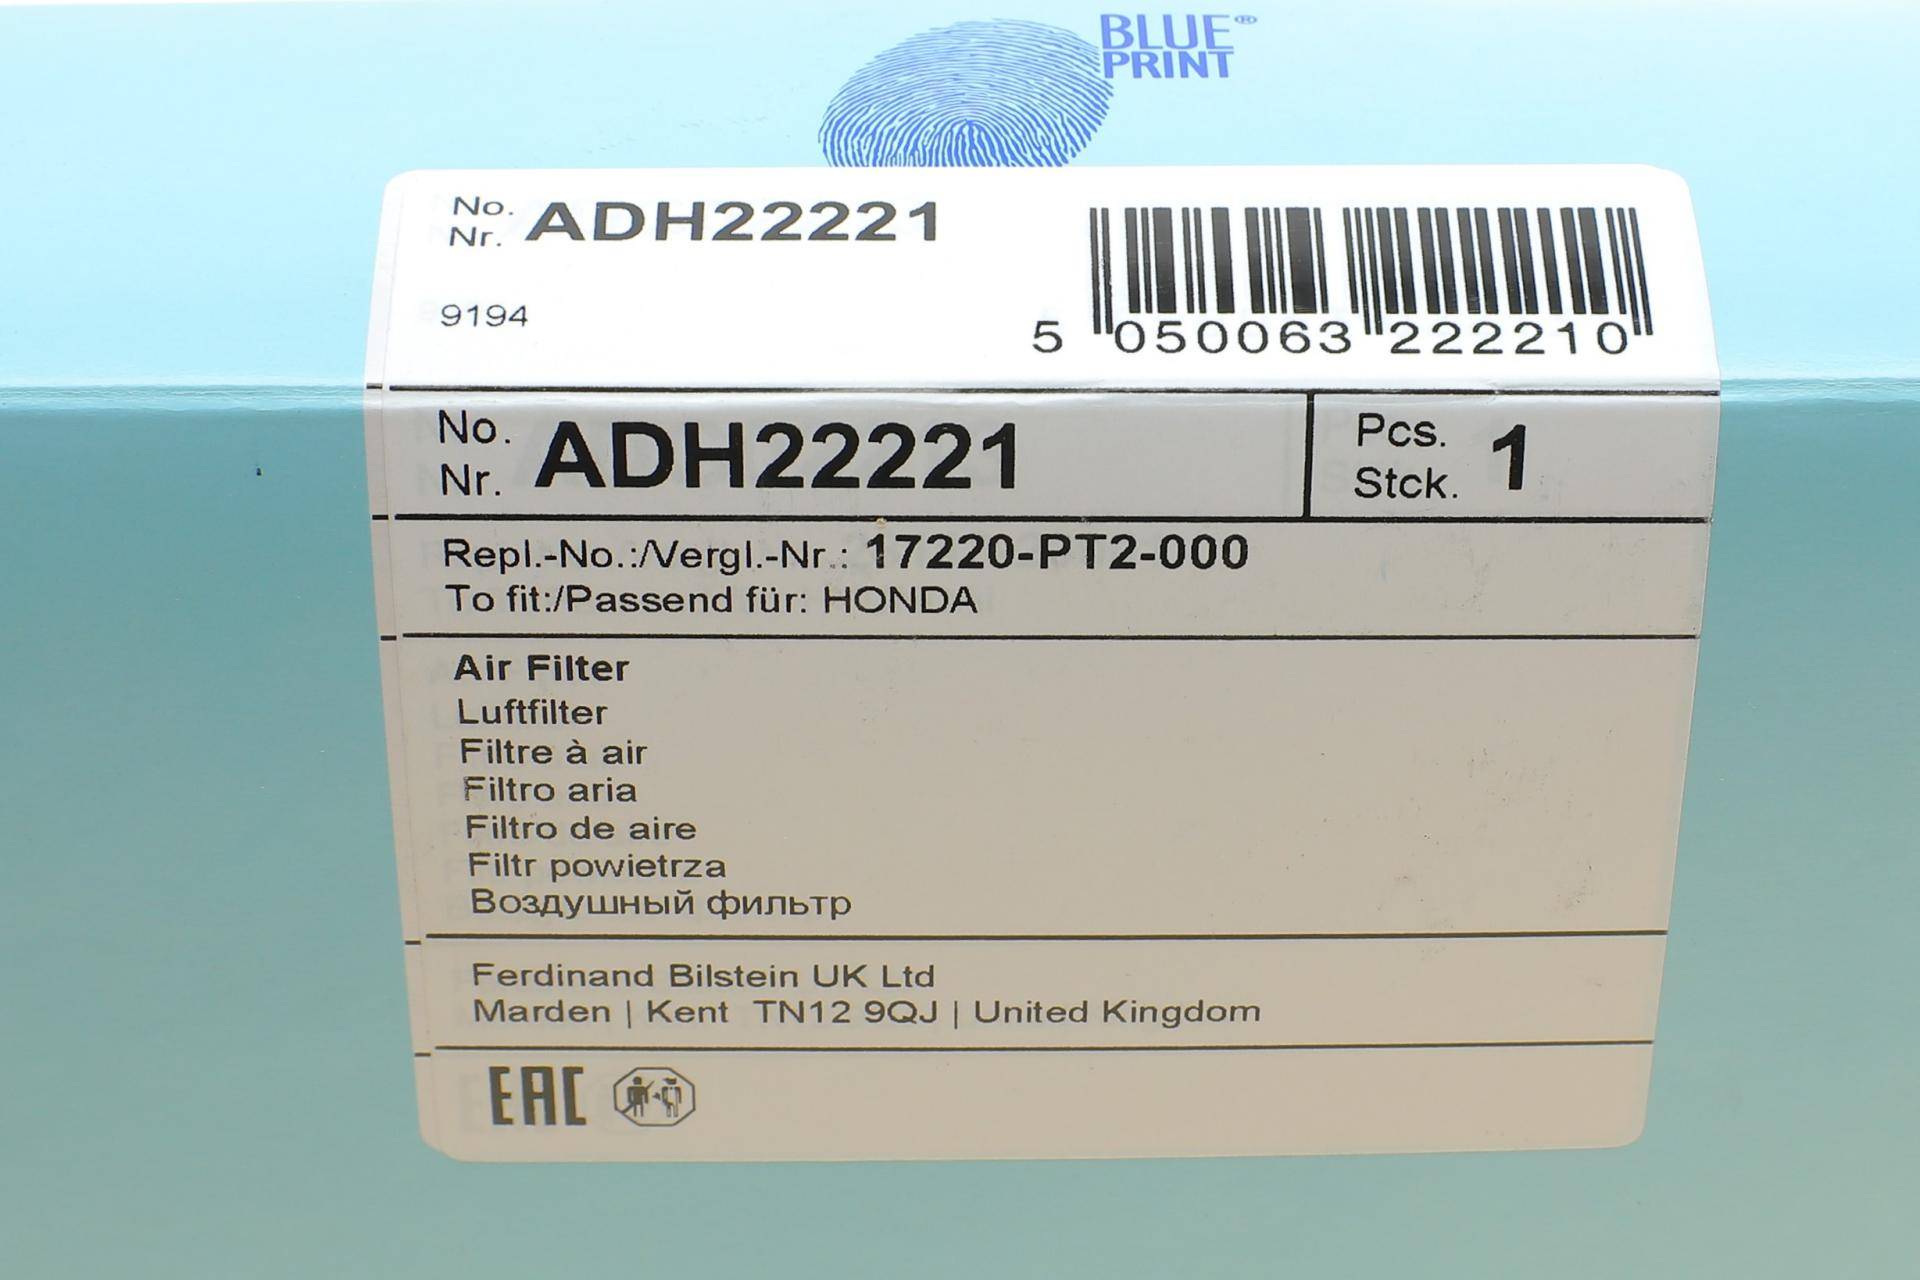 BLUE®
PRINT
No.
Nr. ADH22221
9194
5 050063 222210
No.
Nr. ADH22221
Pcs.
Stck. 1
Repl.-No.:/Vergl.-Nr.: 17220-PT2-000
To fit:/Passend für: HONDA
Air Filter
Luftfilter
Filtre à air
Filtro aria
Filtro de aire
Filtr powietrza
Воздушный фильтр
Ferdinand Bilstein UK Ltd
Marden | Kent TN12 9QJ | United Kingdom
EAC